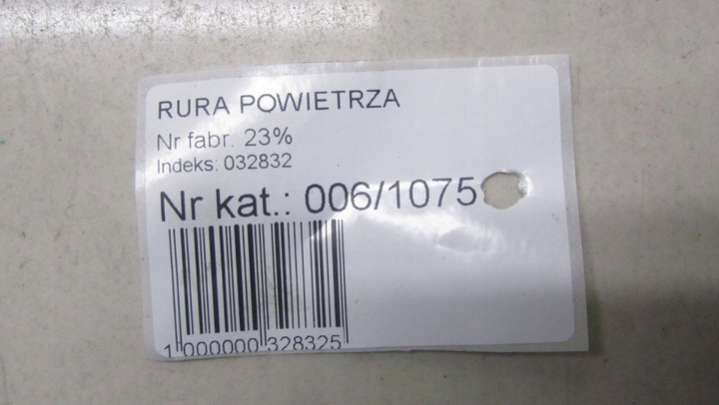 RURA POWIETRZA
Nr fabr. 23%
Indeks: 032832
Nr kat.: 006/1075
1 000000 328325